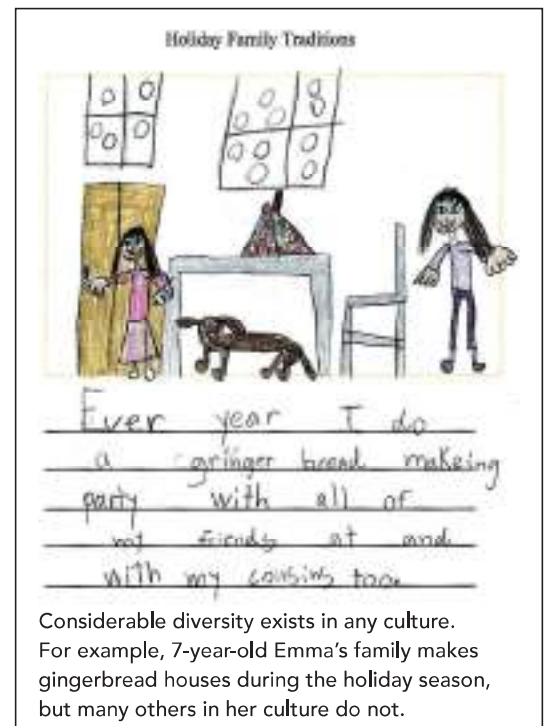 Holiday Family Traditions
Ever year I do
a gringer bread makeing
party with all of
my friends at and
with my cousins too.
Considerable diversity exists in any culture.
For example, 7-year-old Emma's family makes
gingerbread houses during the holiday season,
but many others in her culture do not.